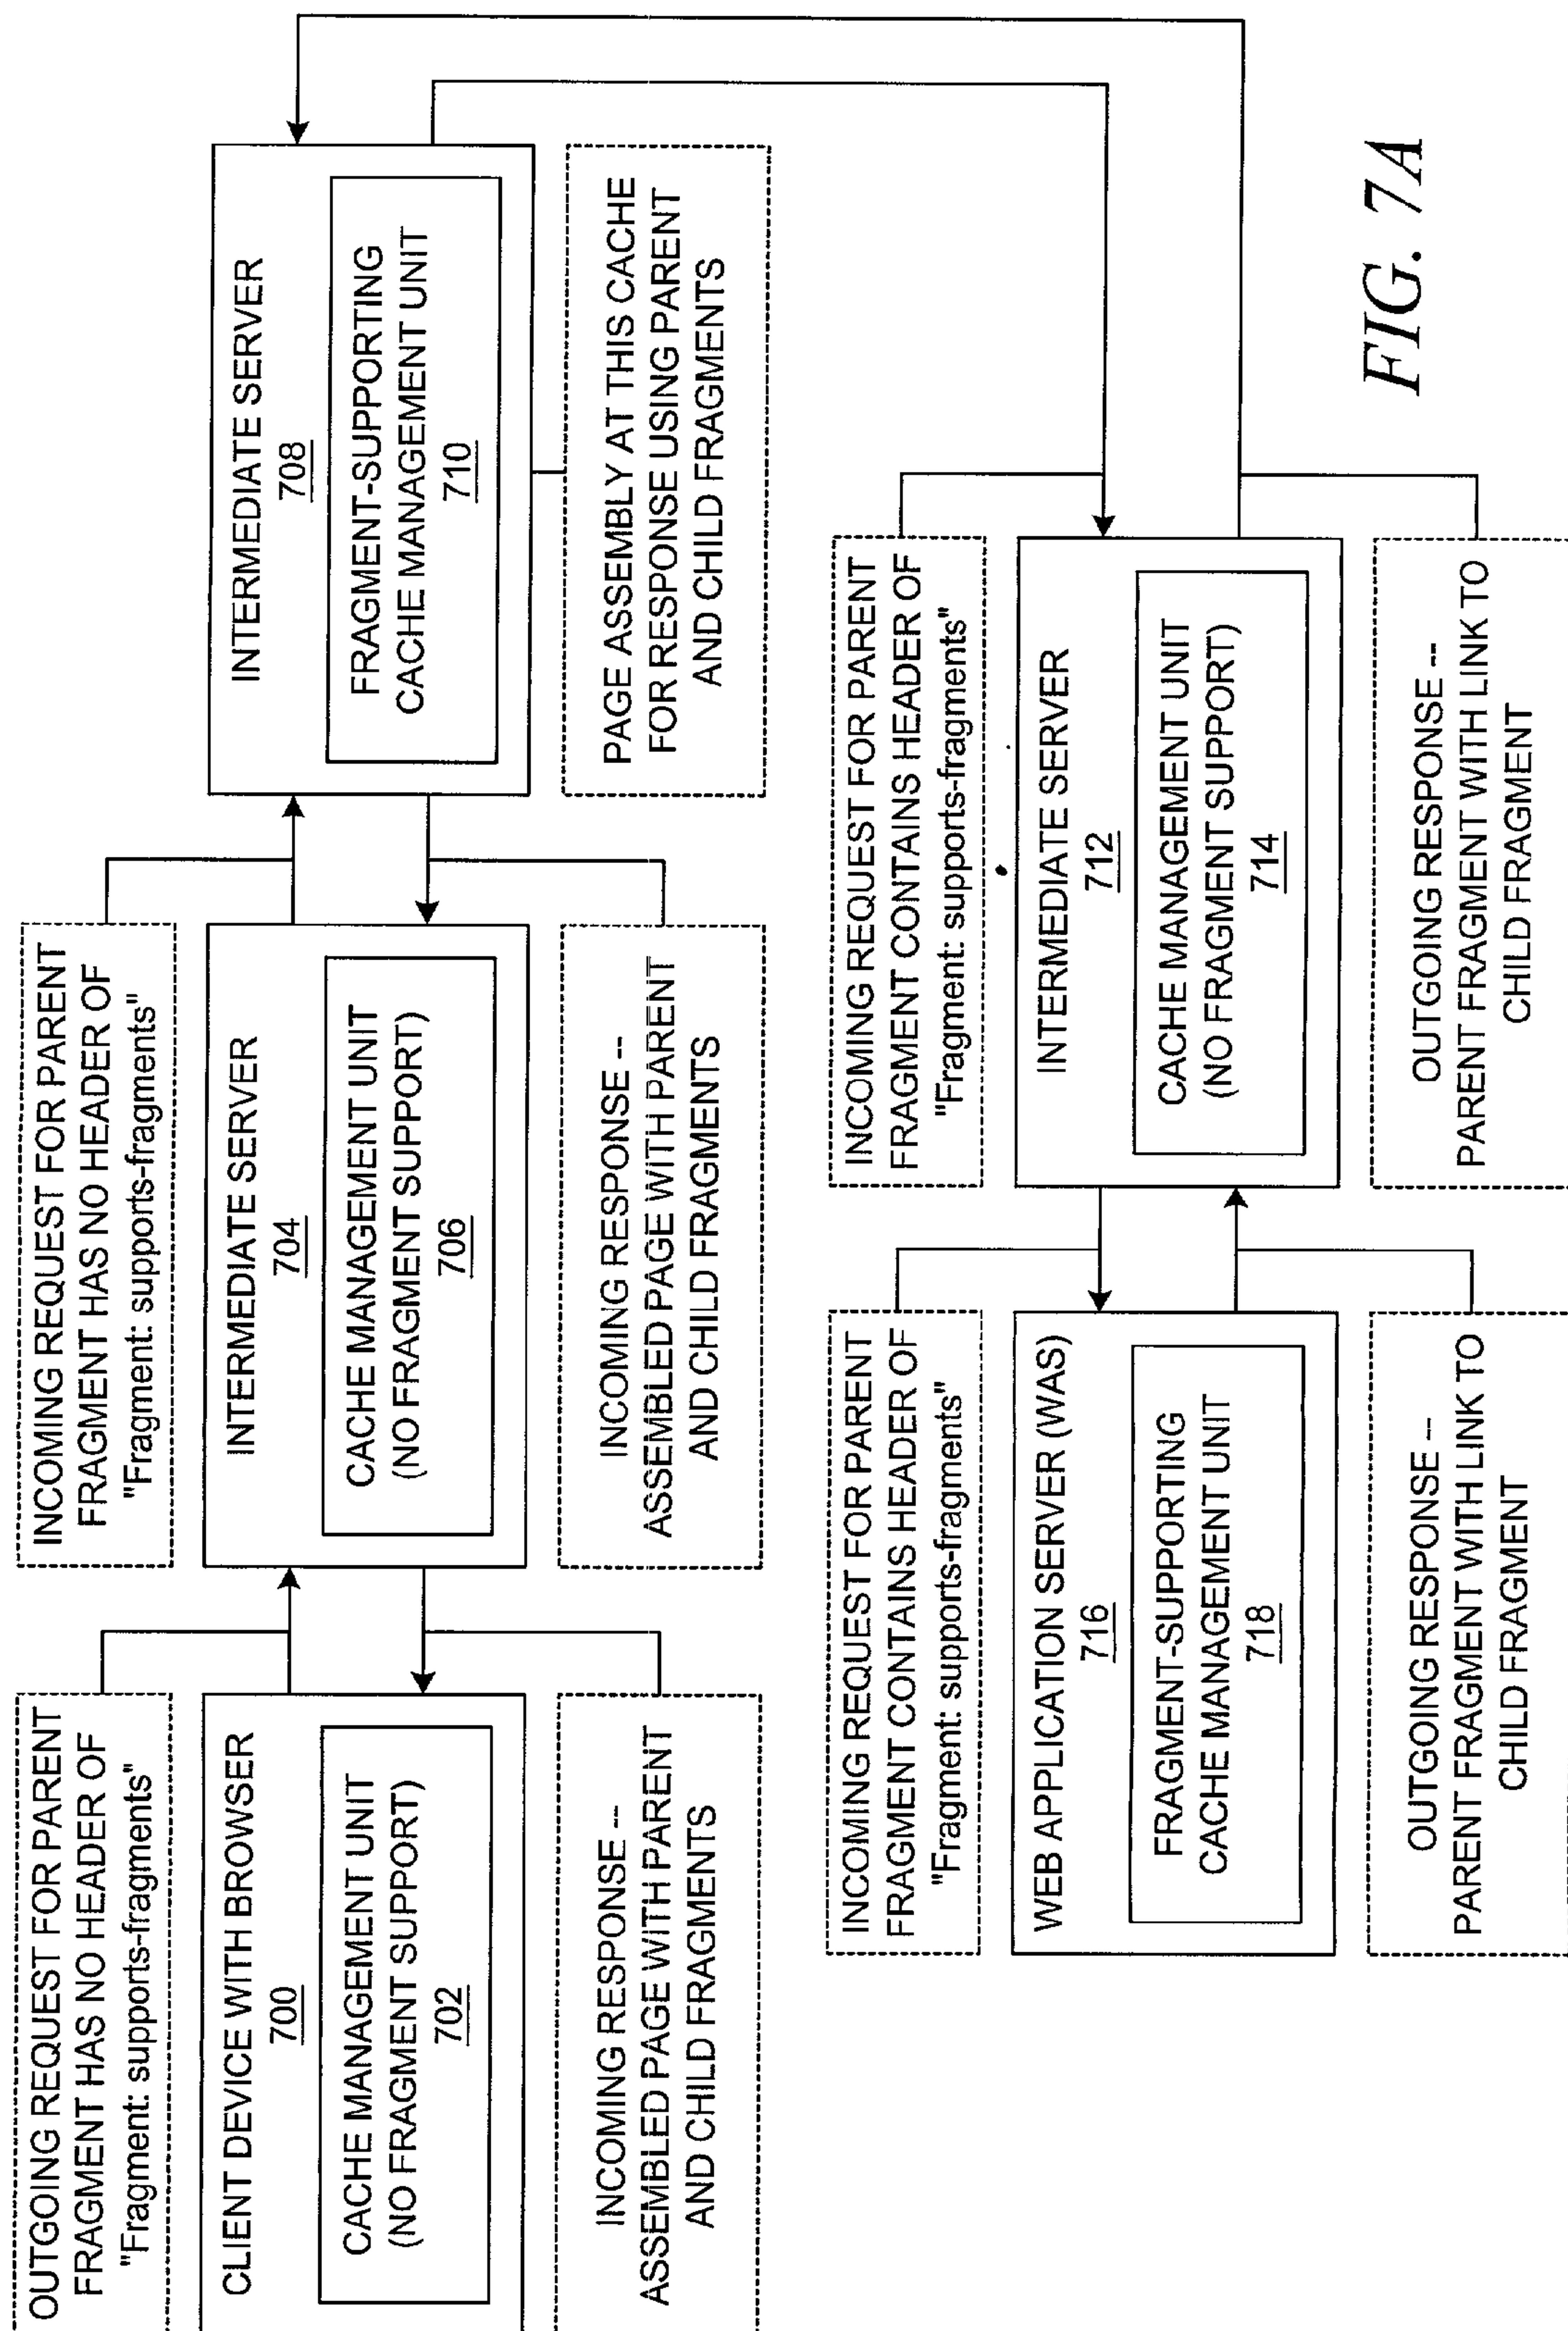 OUTGOING REQUEST FOR PARENT
FRAGMENT HAS NO HEADER OF
"Fragment: supports-fragments"
CLIENT DEVICE WITH BROWSER
700
CACHE MANAGEMENT UNIT
(NO FRAGMENT SUPPORT)
702
INCOMING RESPONSE --
ASSEMBLED PAGE WITH PARENT
AND CHILD FRAGMENTS
INCOMING REQUEST FOR PARENT
FRAGMENT HAS NO HEADER OF
"Fragment: supports-fragments"
INTERMEDIATE SERVER
704
CACHE MANAGEMENT UNIT
(NO FRAGMENT SUPPORT)
706
INCOMING RESPONSE --
ASSEMBLED PAGE WITH PARENT
AND CHILD FRAGMENTS
INTERMEDIATE SERVER
708
FRAGMENT-SUPPORTING
CACHE MANAGEMENT UNIT
710
PAGE ASSEMBLY AT THIS CACHE
FOR RESPONSE USING PARENT
AND CHILD FRAGMENTS
INCOMING REQUEST FOR PARENT
FRAGMENT CONTAINS HEADER OF
"Fragment: supports-fragments"
WEB APPLICATION SERVER (WAS)
716
FRAGMENT-SUPPORTING
CACHE MANAGEMENT UNIT
718
OUTGOING RESPONSE --
PARENT FRAGMENT WITH LINK TO
CHILD FRAGMENT
INCOMING REQUEST FOR PARENT
FRAGMENT CONTAINS HEADER OF
"Fragment: supports-fragments"
INTERMEDIATE SERVER
712
CACHE MANAGEMENT UNIT
(NO FRAGMENT SUPPORT)
714
OUTGOING RESPONSE --
PARENT FRAGMENT WITH LINK TO
CHILD FRAGMENT
FIG. 7A